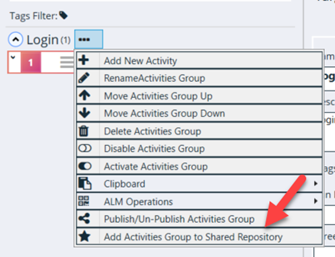 Tags Filter:
Login (1) •••
1
Add New Activity
RenameActivities Group
Move Activities Group Up
Move Activities Group Down
Delete Activities Group
Disable Activities Group
Activate Activities Group
Clipboard
ALM Operations
Publish/Un-Publish Activities Group
Add Activities Group to Shared Repository